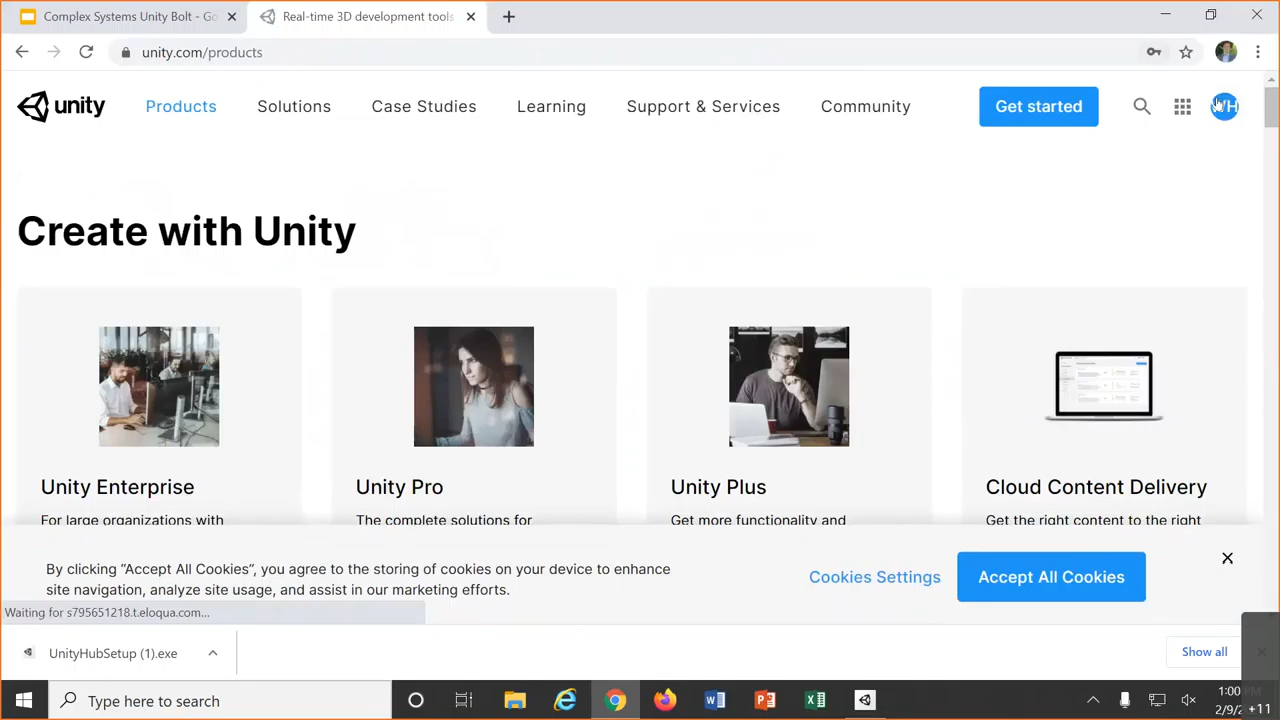 Complex Systems Unity Bolt - Go
Real-time 3D development tools
unity.com/products
unity
Products
Solutions
Case Studies
Learning
Support & Services
Community
Get started
Create with Unity
Unity Enterprise
Unity Pro
Unity Plus
Cloud Content Delivery
For large organizations with
The complete solutions for
Get more functionality and
Get the right content to the right
By clicking “Accept All Cookies”, you agree to the storing of cookies on your device to enhance
site navigation, analyze site usage, and assist in our marketing efforts.
Cookies Settings
Accept All Cookies
Waiting for s795651218.t.eloqua.com...
UnityHubSetup (1).exe
Show all
Type here to search
1:00
2/9/2
+11